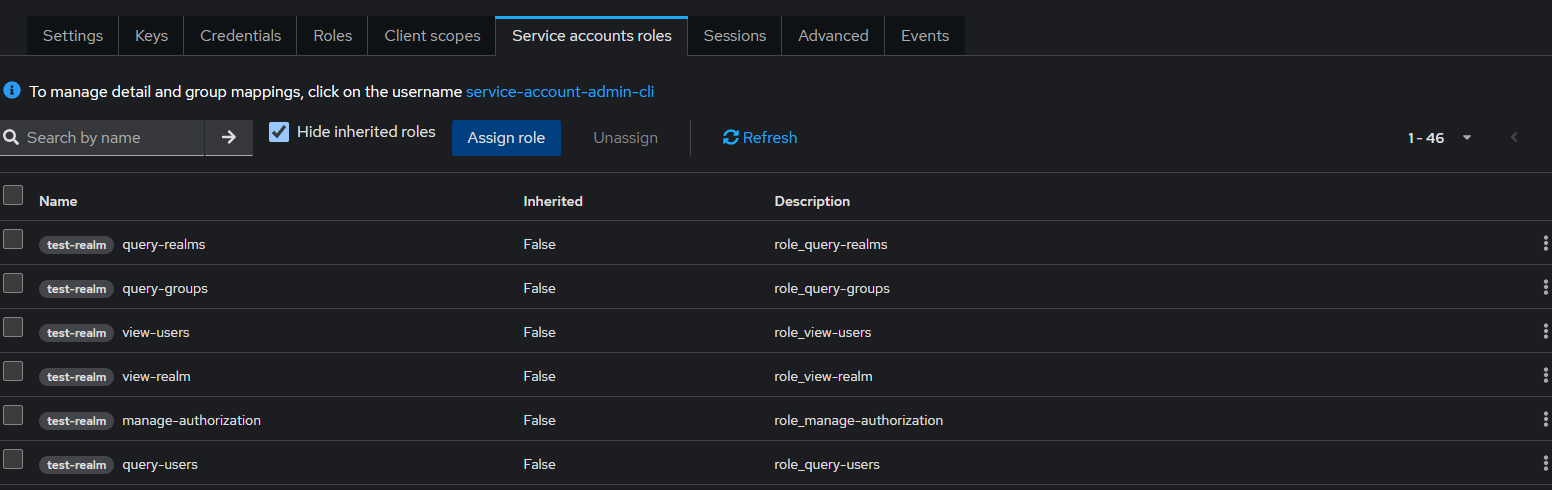 Settings Keys Credentials Roles Client scopes Service accounts roles Sessions Advanced Events
To manage detail and group mappings, click on the username service-account-admin-cli
Search by name Hide inherited roles Assign role Unassign Refresh 1 - 46
Name Inherited Description
test-realm query-realms False role_query-realms
test-realm query-groups False role_query-groups
test-realm view-users False role_view-users
test-realm view-realm False role_view-realm
test-realm manage-authorization False role_manage-authorization
test-realm query-users False role_query-users